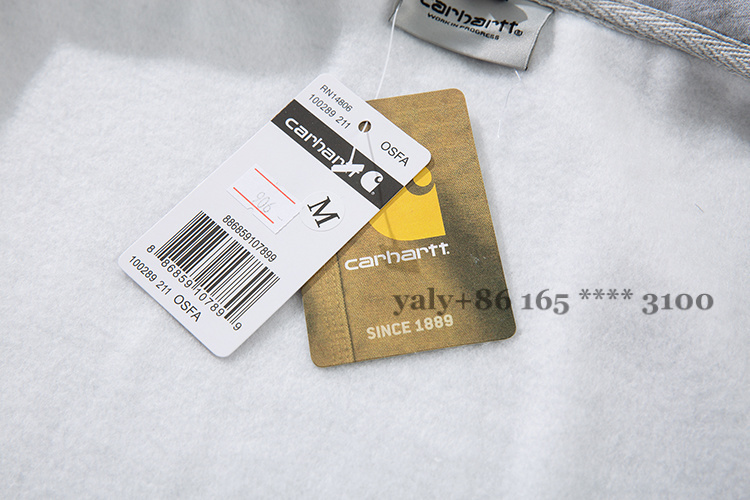 carhartt
WORK IN PROGRESS
RN14806
100289 211
OSFA
carhartt
906
M
886859107899
8 86859 10789 9
100289 211 OSFA
carhartt
SINCE 1889
yaly+86 165 **** 3100